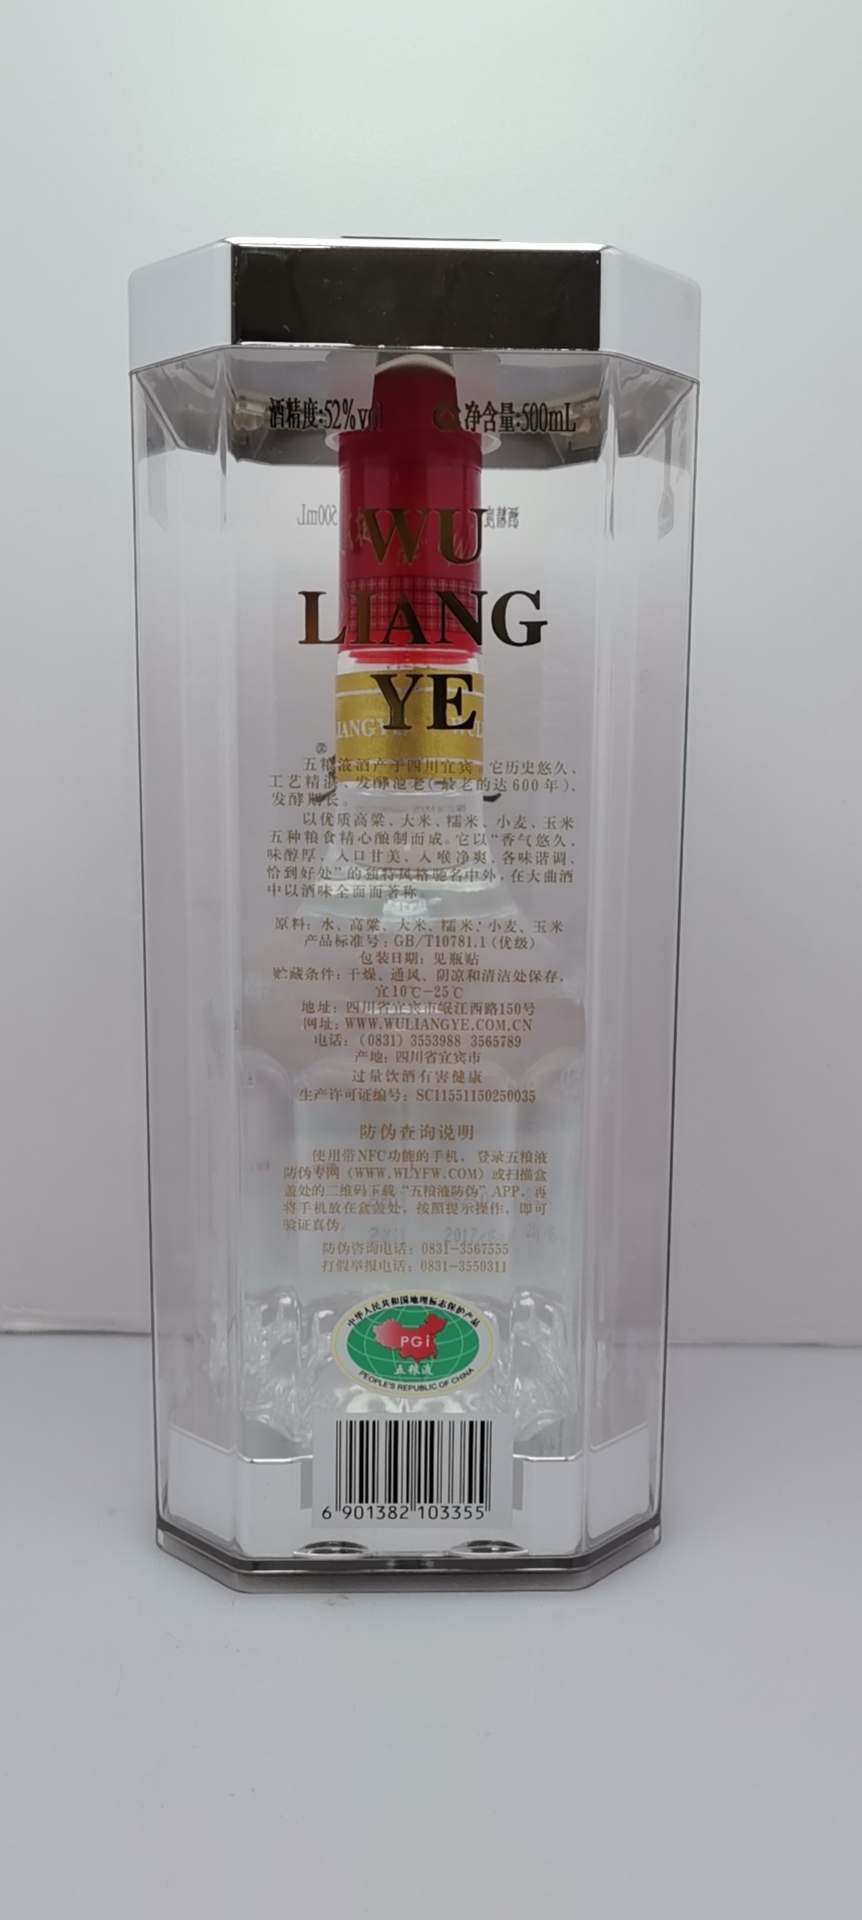 酒精度:52%vol 净含量:500mL
WU
LIANG
YE
五粮液酒产于四川宜宾。它历史悠久、
工艺精湛、发酵池老(最老的达600年)、
发酵期长。
以优质高粱、大米、糯米、小麦、玉米
五种粮食精心酿制而成。它以“香气悠久、
味醇厚、入口甘美、入喉净爽、各味谐调、
恰到好处”的独特风格驰名中外,在大曲酒
中以酒味全面而著称。
原料:水、高粱、大米、糯米、小麦、玉米
产品标准号:GB/T10781.1(优级)
包装日期:见瓶贴
贮藏条件:干燥、通风、阴凉和清洁处保存,
宜10℃-25℃
地址:四川省宜宾市岷江西路150号
网址:WWW.WULIANGYE.COM.CN
电话:(0831)3553988 3565789
产地:四川省宜宾市
过量饮酒有害健康
生产许可证编号:SC11551150250035
防伪查询说明
使用带NFC功能的手机,登录五粮液
防伪专网(WWW.WLYFW.COM)或扫描盒
盖处的二维码下载“五粮液防伪”APP,再
将手机放在盒盖处,按照提示操作,即可
验证真伪。
防伪咨询电话:0831-3567555
打假举报电话:0831-3550311
中华人民共和国地理标志保护产品
PGI
五粮液
PEOPLE'S REPUBLIC OF CHINA
6 901382 103355